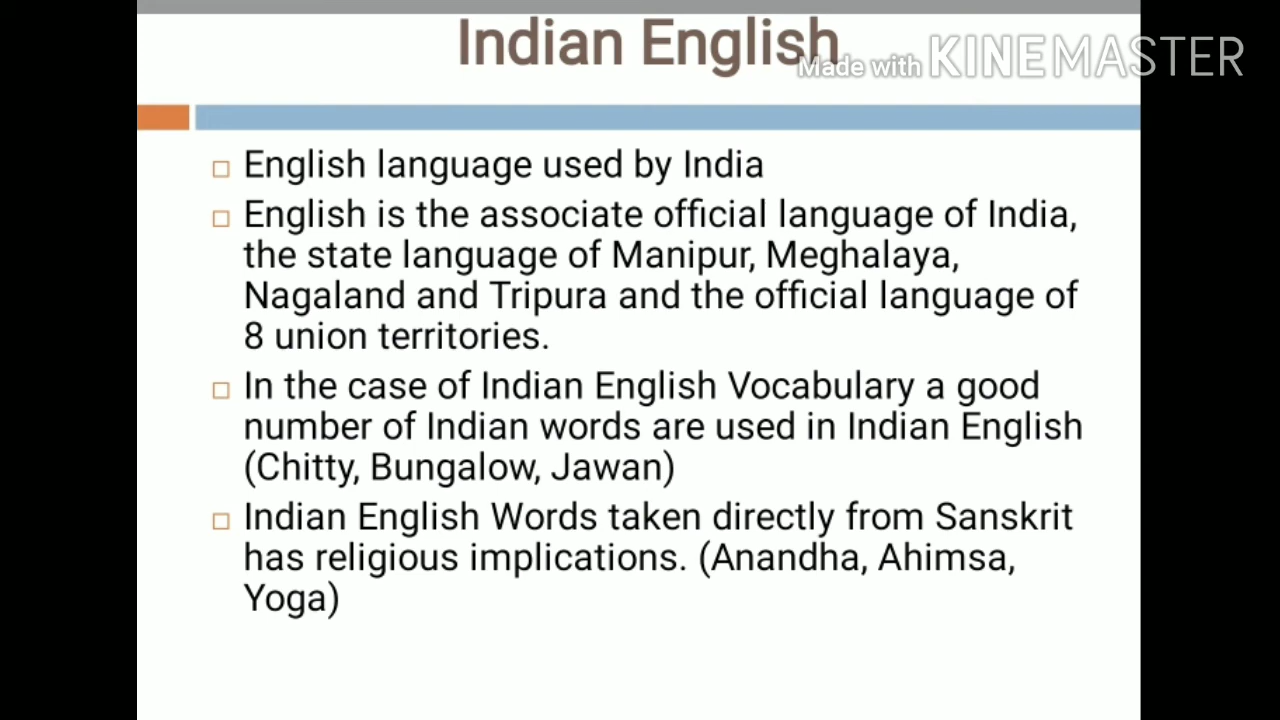 Indian English
Made with KINEMASTER
English language used by India
English is the associate official language of India,
the state language of Manipur, Meghalaya,
Nagaland and Tripura and the official language of
8 union territories.
In the case of Indian English Vocabulary a good
number of Indian words are used in Indian English
(Chitty, Bungalow, Jawan)
Indian English Words taken directly from Sanskrit
has religious implications. (Anandha, Ahimsa,
Yoga)